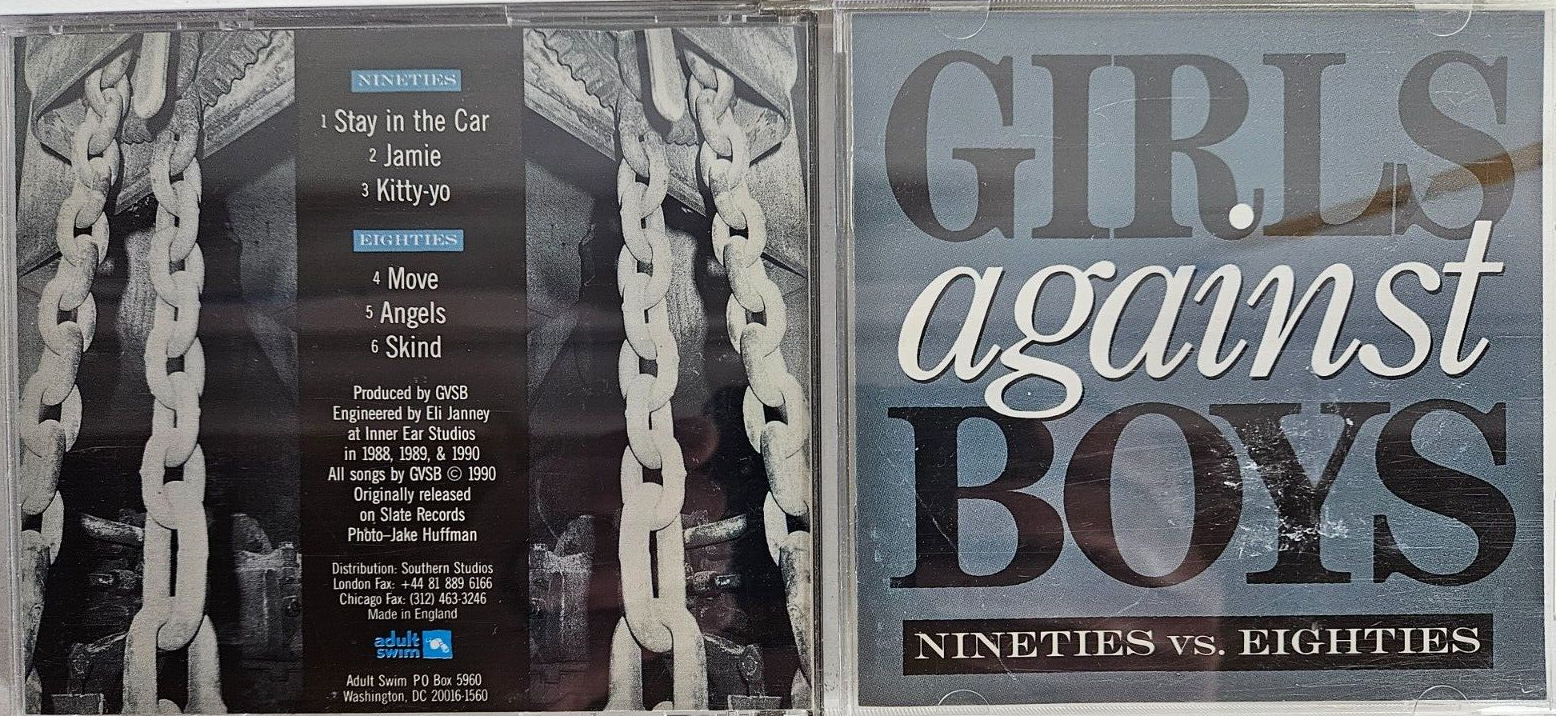 NINETIES
1 Stay in the Car
2 Jamie
3 Kitty-yo
EIGHTIES
4 Move
5 Angels
6 Skind
Produced by GVSB
Engineered by Eli Janney
at Inner Ear Studios
in 1988, 1989, & 1990
All songs by GVSB © 1990
Originally released
on Slate Records
Photo–Jake Huffman
Distribution: Southern Studios
London Fax: +44 81 889 6166
Chicago Fax: (312) 463-3246
Made in England
adult
swim
Adult Swim PO Box 5960
Washington, DC 20016-1560
GIRLS
against
BOYS
NINETIES vs. EIGHTIES